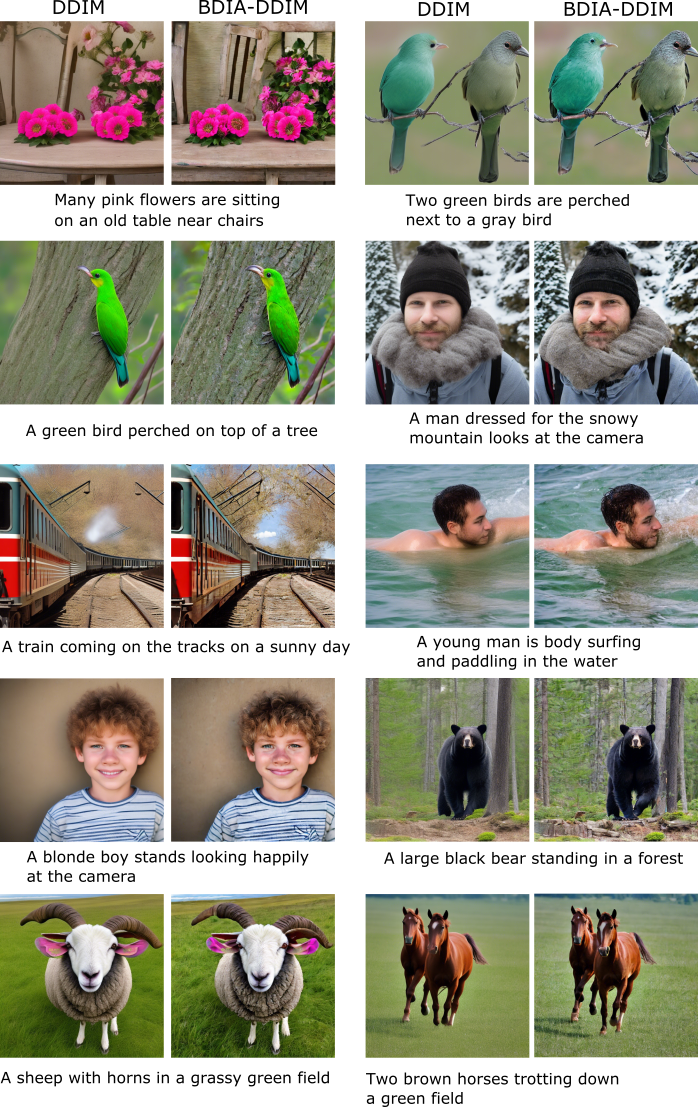 DDIM BDIA-DDIM DDIM BDIA-DDIM
Many pink flowers are sitting
on an old table near chairs
Two green birds are perched
next to a gray bird
A green bird perched on top of a tree
A man dressed for the snowy
mountain looks at the camera
A train coming on the tracks on a sunny day
A young man is body surfing
and paddling in the water
A blonde boy stands looking happily
at the camera
A large black bear standing in a forest
A sheep with horns in a grassy green field
Two brown horses trotting down
a green field